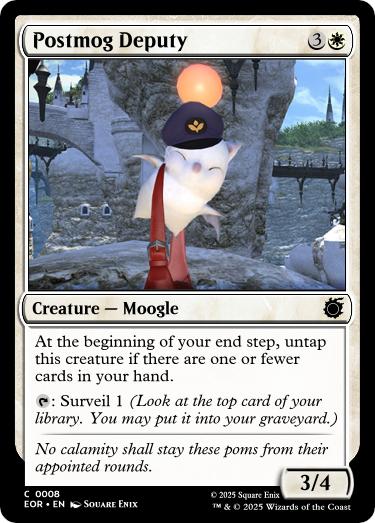 Postmog Deputy 3
Creature — Moogle
At the beginning of your end step, untap
this creature if there are one or fewer
cards in your hand.
: Surveil 1 (Look at the top card of your
library. You may put it into your graveyard.)
No calamity shall stay these poms from their
appointed rounds.
3/4
C 0008
EOR • EN SQUARE ENIX
© 2025 Square Enix
™ & © 2025 Wizards of the Coast